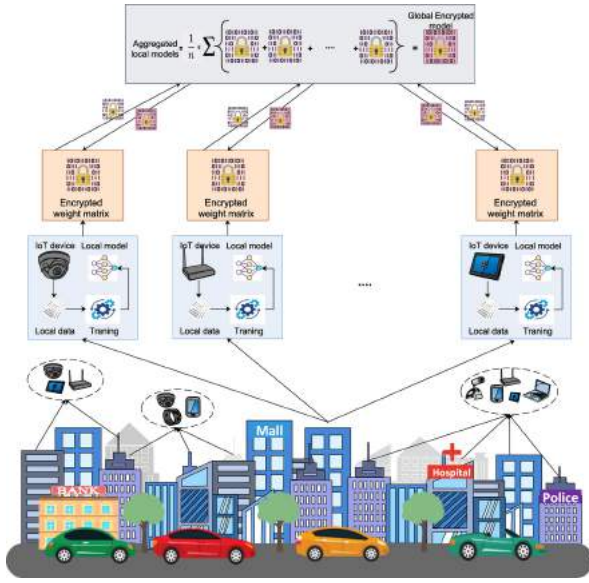 Global Encrypted
model
Aggregated
local models
= 1/n * Σ { + + .... + } =
Encrypted
weight matrix
Encrypted
weight matrix
Encrypted
weight matrix
IoT device Local model
Local data Traning
IoT device Local model
Local data Traning
....
IoT device Local model
Local data Traning
Mall
BANK
Hospital
Police